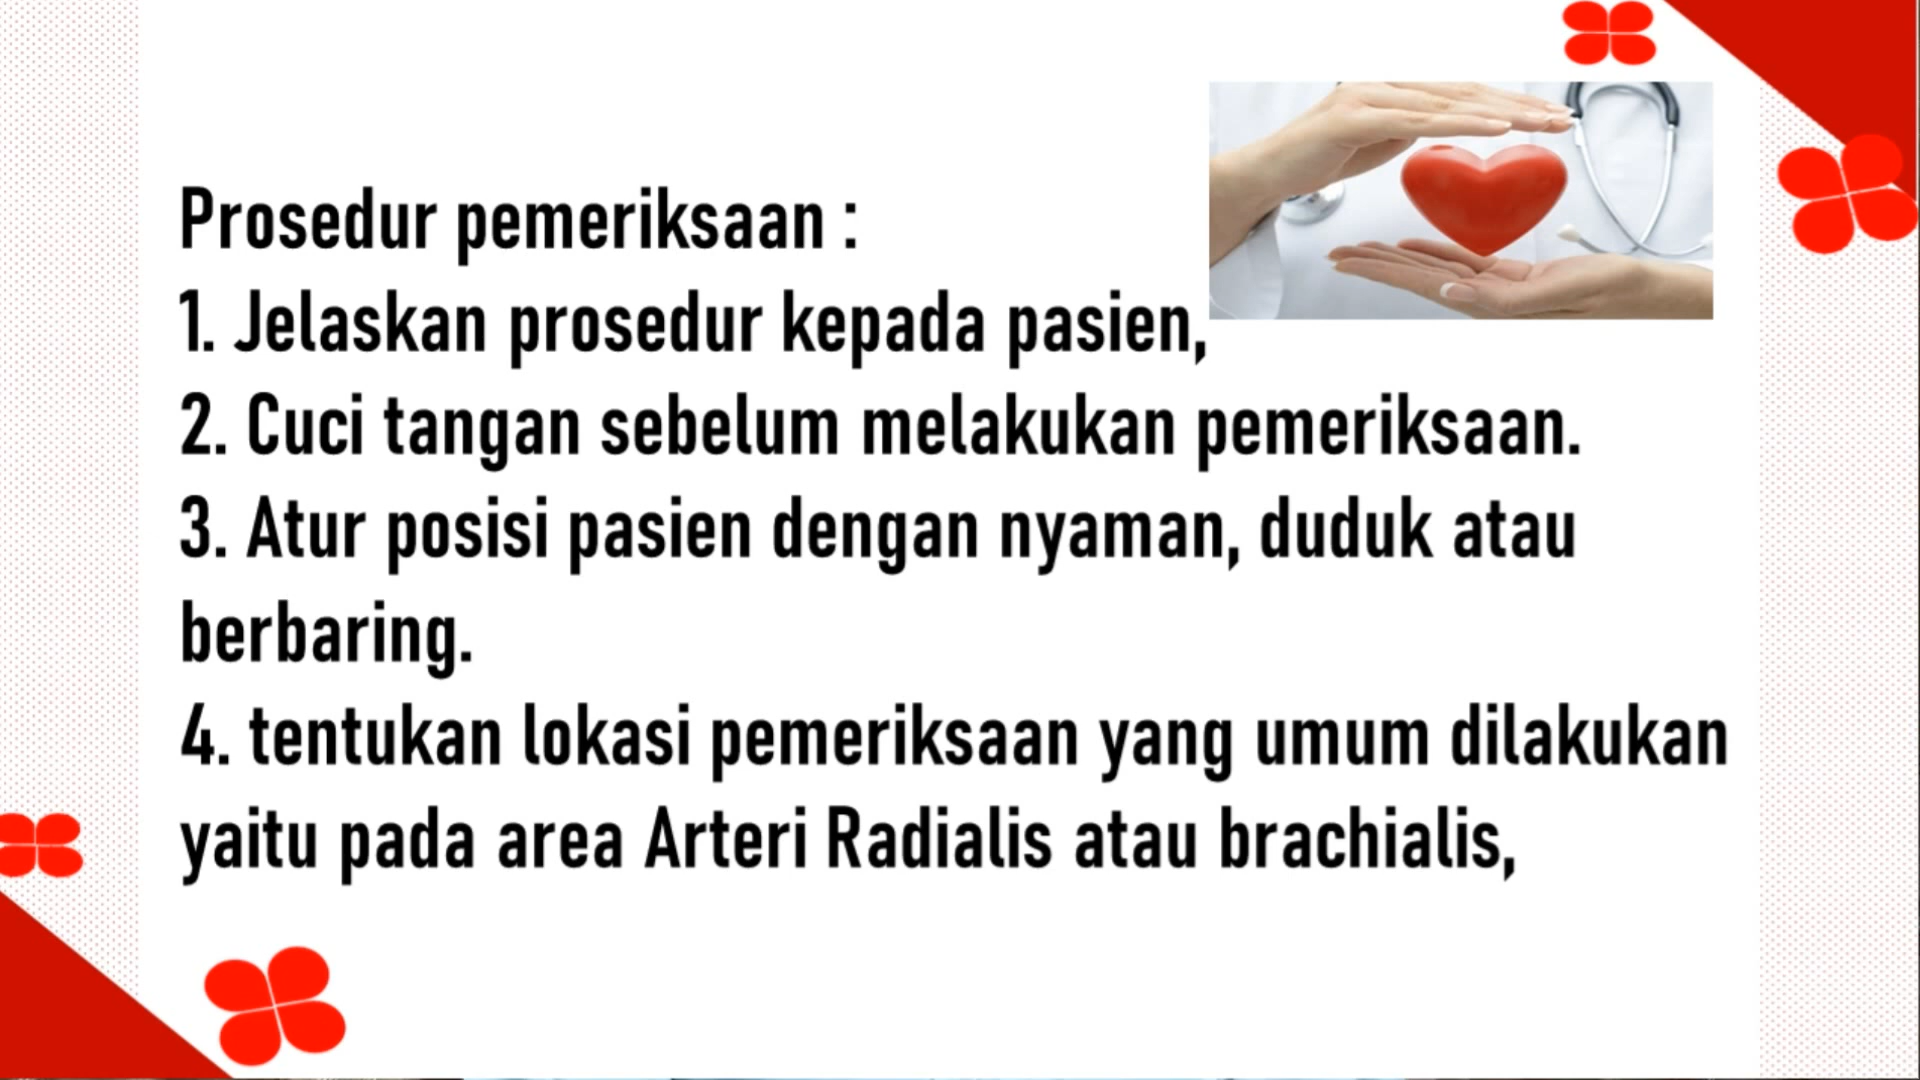 Prosedur pemeriksaan :
1. Jelaskan prosedur kepada pasien,
2. Cuci tangan sebelum melakukan pemeriksaan.
3. Atur posisi pasien dengan nyaman, duduk atau
berbaring.
4. tentukan lokasi pemeriksaan yang umum dilakukan
yaitu pada area Arteri Radialis atau brachialis,